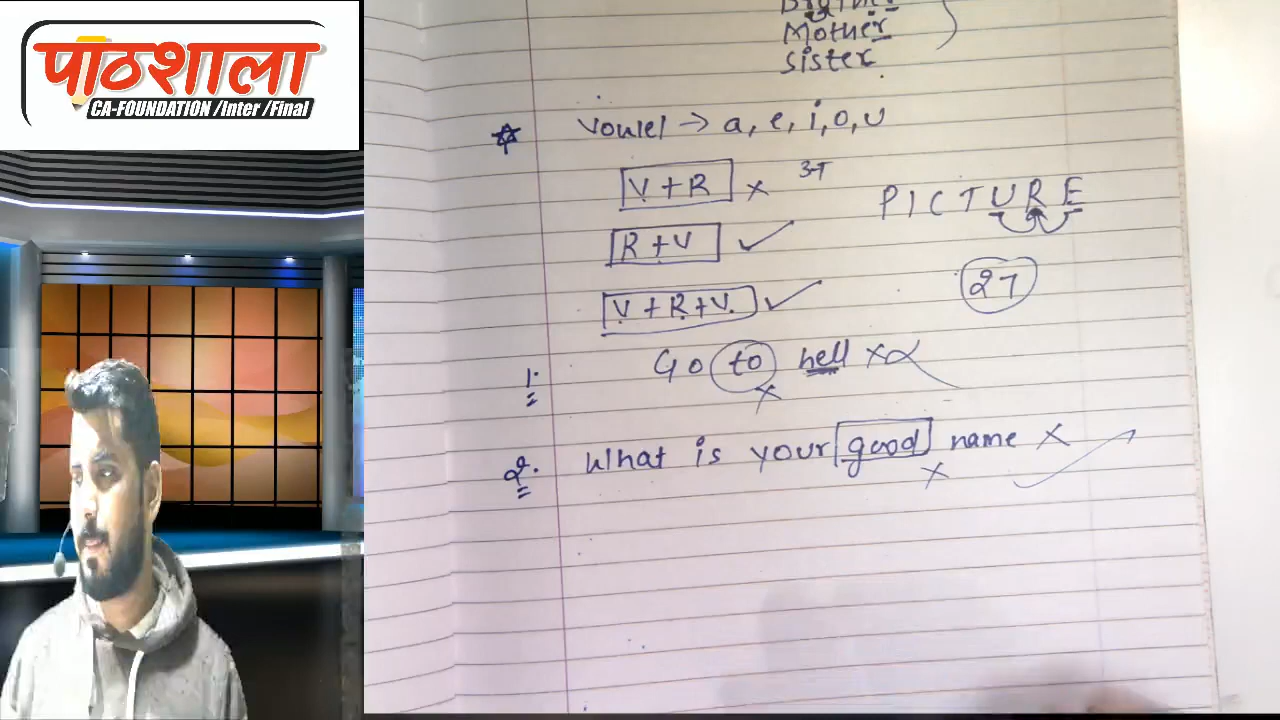 पाठशाला
CA-FOUNDATION /Inter /Final
Mother
Sister
Vowel → a, e, i, o, u
V + R × 3T
R + V ✓
V + R + V ✓
PICTURE
27
1. Go to hell ×
×
2. What is your good name ×
×